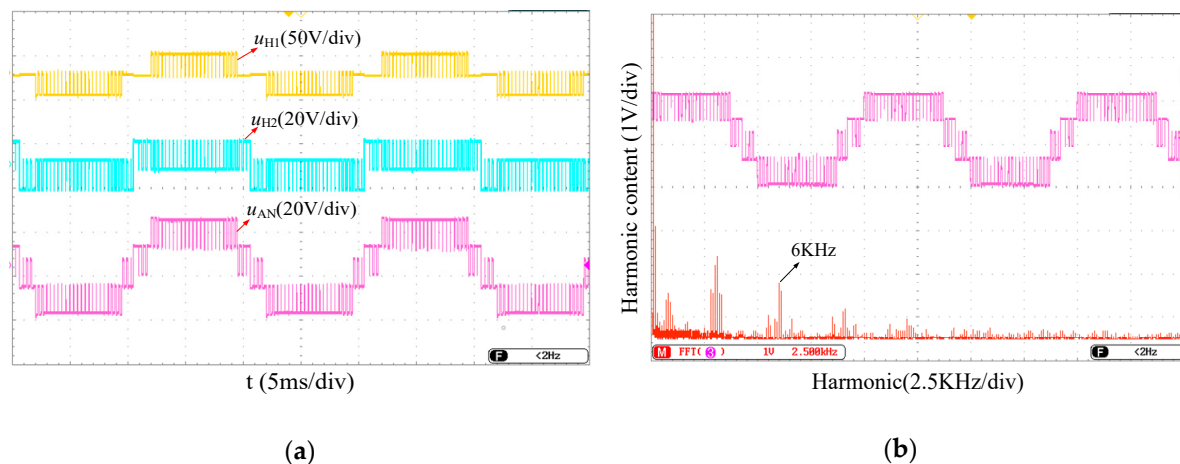 uH1(50V/div)
uH2(20V/div)
uAN(20V/div)
F <2Hz
t (5ms/div)
(a)
Harmonic content (1V/div)
6KHz
M FFT( 3 ) 1V 2.500kHz
F <2Hz
Harmonic(2.5KHz/div)
(b)